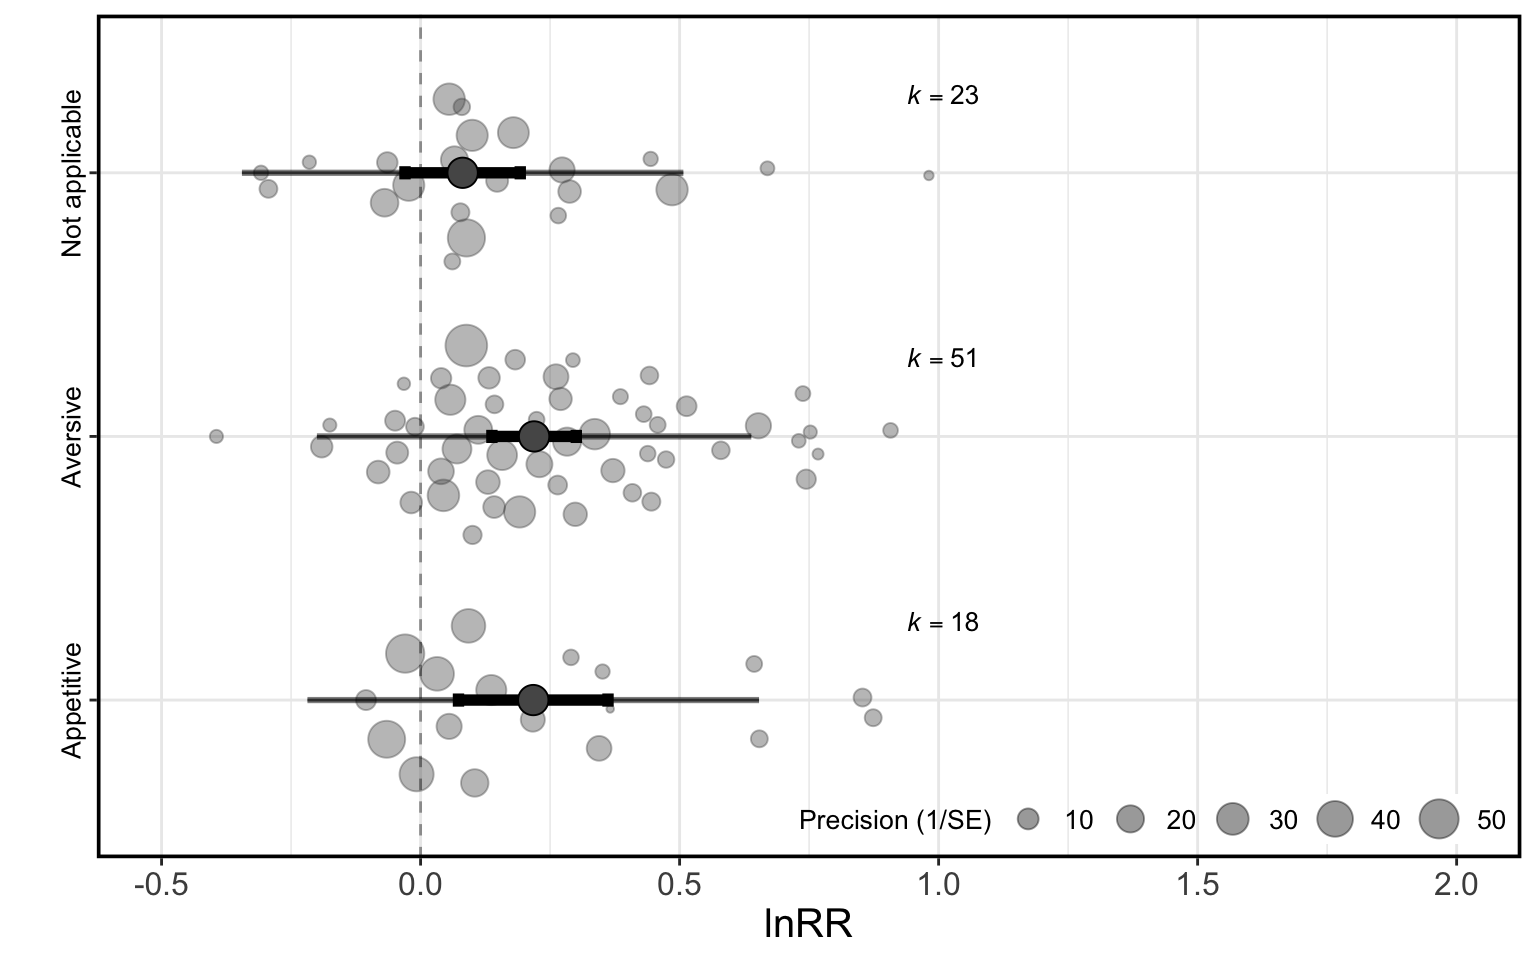 Not applicable
k = 23
Aversive
k = 51
Appetitive
k = 18
Precision (1/SE) 10 20 30 40 50
-0.5 0.0 0.5 1.0 1.5 2.0
lnRR